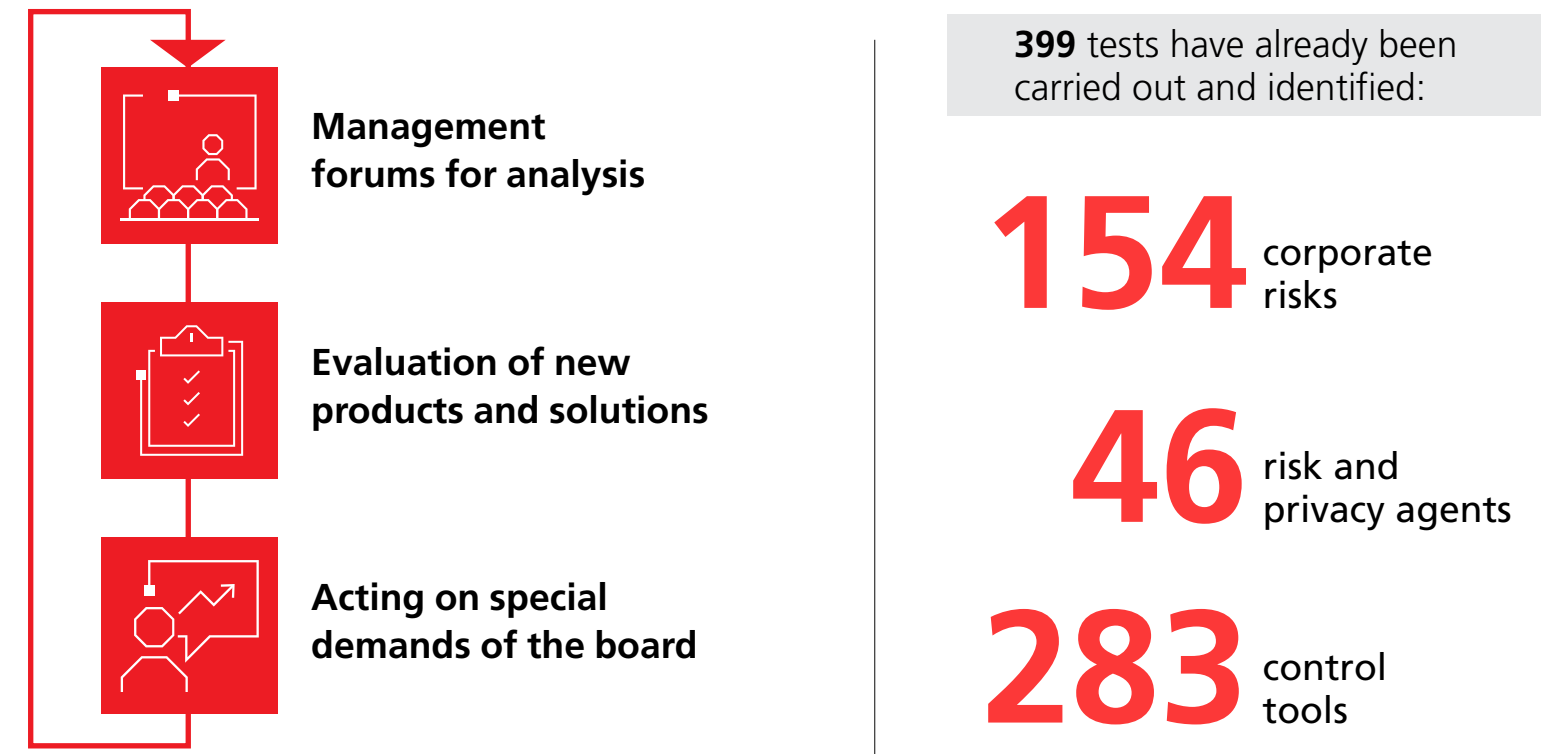 Management
forums for analysis
Evaluation of new
products and solutions
Acting on special
demands of the board
399 tests have already been
carried out and identified:
154 corporate
risks
46 risk and
privacy agents
283 control
tools